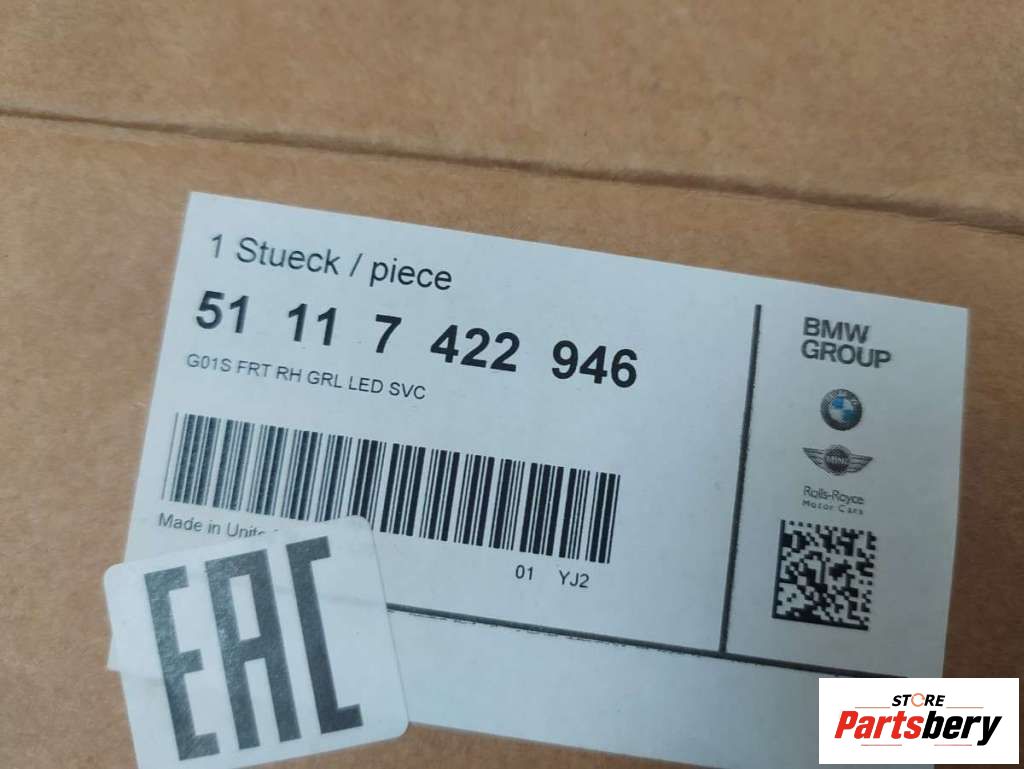 1 Stueck / piece
51 11 7 422 946
G01S FRT RH GRL LED SVC
Made in
01 YJ2
BMW
GROUP
MINI
Rolls-Royce
Motor Cars
EAC
STORE
Partsbery